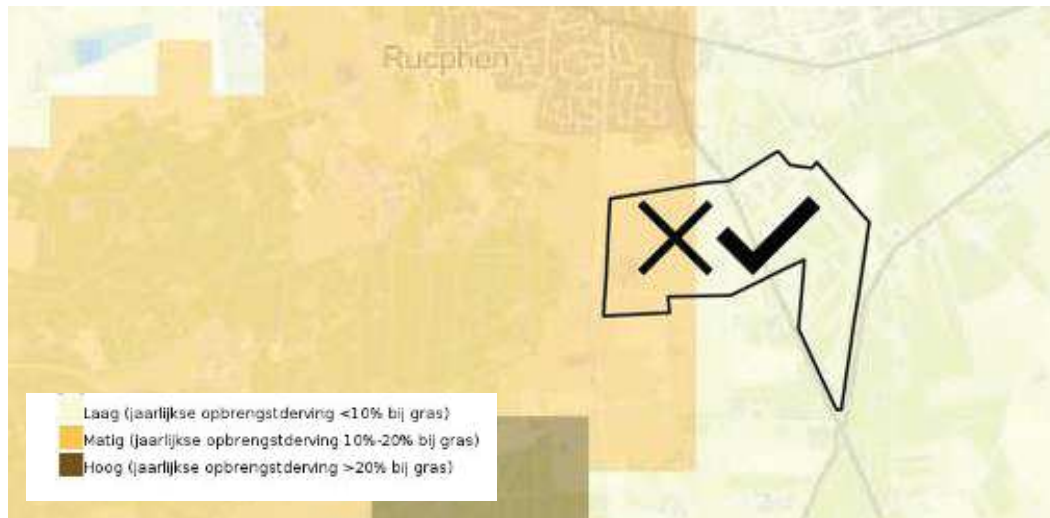 Rucphen
Laag (jaarlijkse opbrengstderving <10% bij gras)
Matig (jaarlijkse opbrengstderving 10%-20% bij gras)
Hoog (jaarlijkse opbrengstderving >20% bij gras)